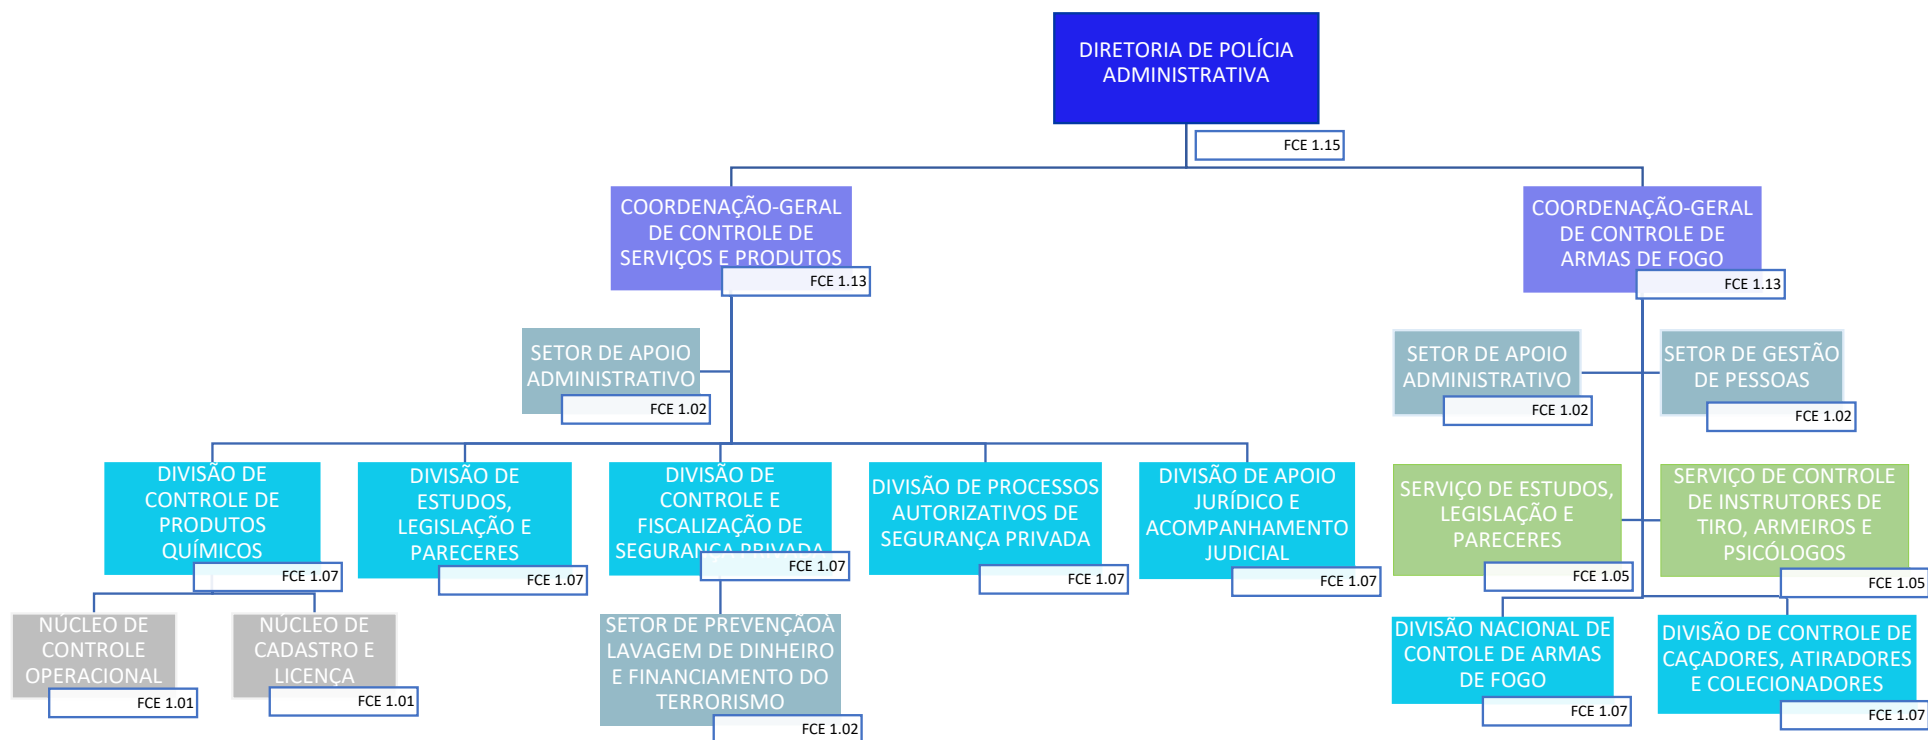 DIRETORIA DE POLÍCIA
ADMINISTRATIVA
FCE 1.15
COORDENAÇÃO-GERAL
DE CONTROLE DE
SERVIÇOS E PRODUTOS
FCE 1.13
COORDENAÇÃO-GERAL
DE CONTROLE DE
ARMAS DE FOGO
FCE 1.13
SETOR DE APOIO
ADMINISTRATIVO
FCE 1.02
SETOR DE APOIO
ADMINISTRATIVO
FCE 1.02
SETOR DE GESTÃO
DE PESSOAS
FCE 1.02
DIVISÃO DE
CONTROLE DE
PRODUTOS
QUÍMICOS
FCE 1.07
DIVISÃO DE
ESTUDOS,
LEGISLAÇÃO E
PARECERES
FCE 1.07
DIVISÃO DE
CONTROLE E
FISCALIZAÇÃO DE
SEGURANÇA PRIVADA
FCE 1.07
DIVISÃO DE PROCESSOS
AUTORIZATIVOS DE
SEGURANÇA PRIVADA
FCE 1.07
DIVISÃO DE APOIO
JURÍDICO E
ACOMPANHAMENTO
JUDICIAL
FCE 1.07
SERVIÇO DE ESTUDOS,
LEGISLAÇÃO E
PARECERES
FCE 1.05
SERVIÇO DE CONTROLE
DE INSTRUTORES DE
TIRO, ARMEIROS E
PSICÓLOGOS
FCE 1.05
NÚCLEO DE
CONTROLE
OPERACIONAL
FCE 1.01
NÚCLEO DE
CADASTRO E
LICENÇA
FCE 1.01
SETOR DE PREVENÇÃOÀ
LAVAGEM DE DINHEIRO
E FINANCIAMENTO DO
TERRORISMO
FCE 1.02
DIVISÃO NACIONAL DE
CONTOLE DE ARMAS
DE FOGO
FCE 1.07
DIVISÃO DE CONTROLE DE
CAÇADORES, ATIRADORES
E COLECIONADORES
FCE 1.07